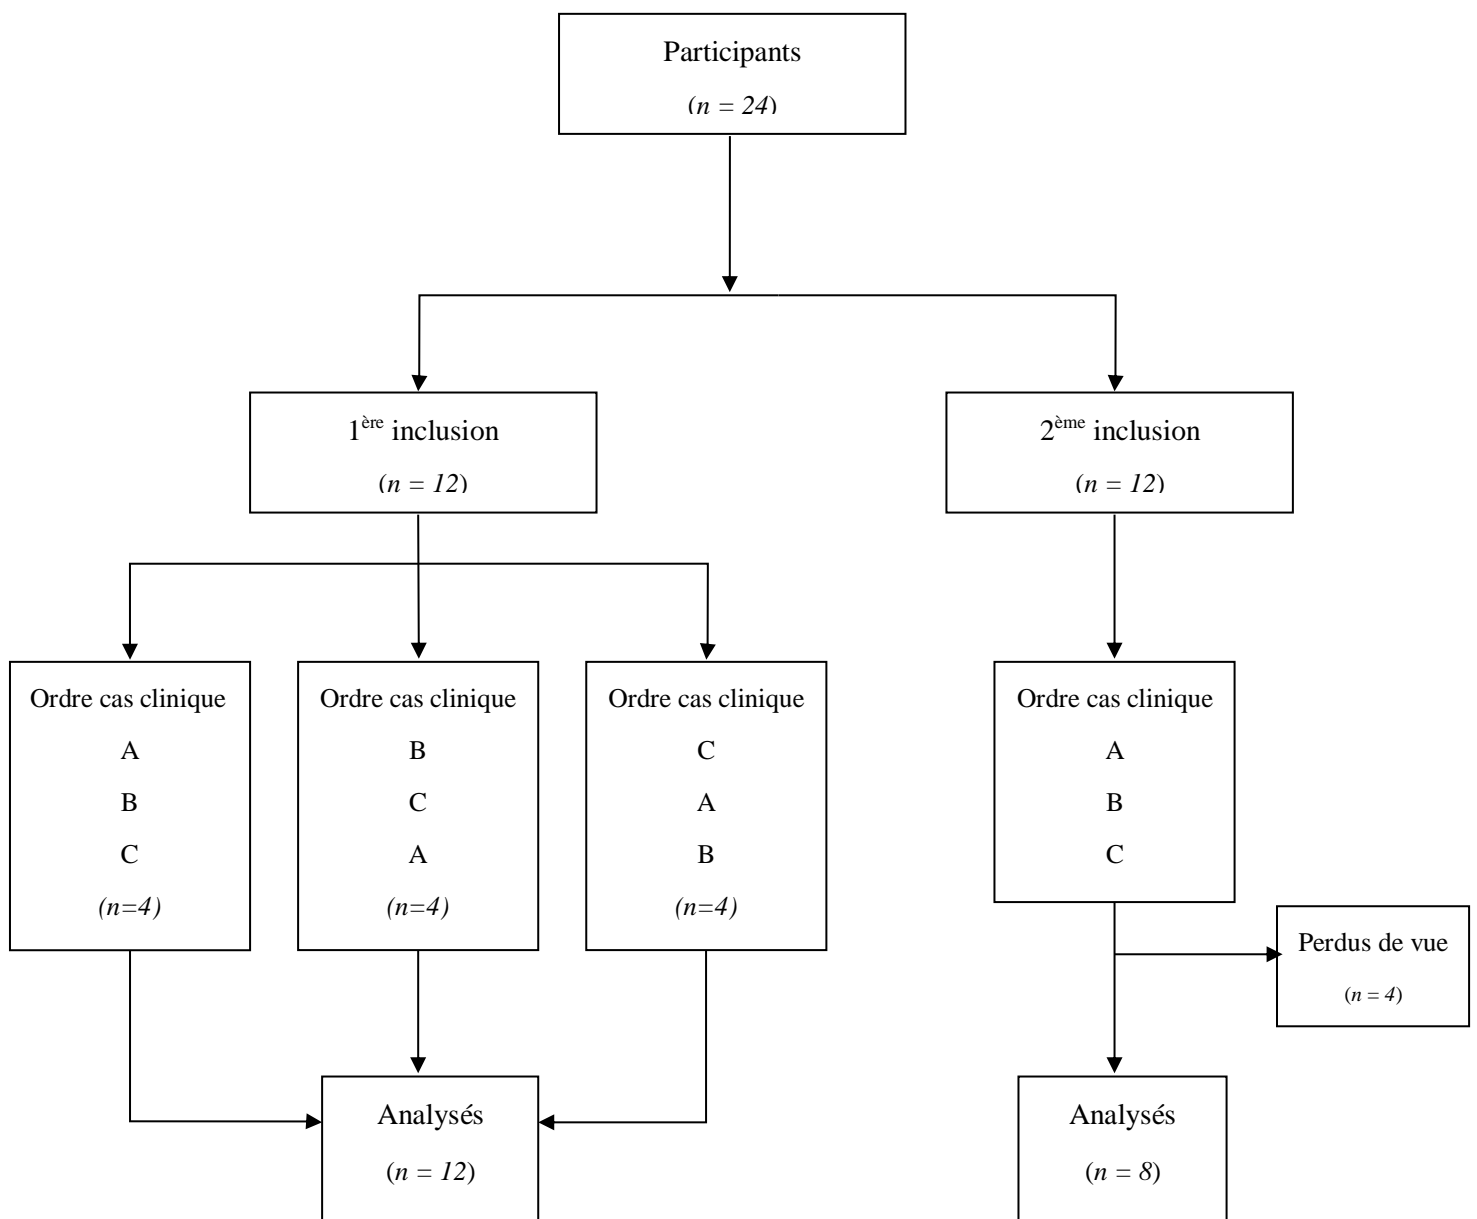 Participants
(n = 24)
1ère inclusion
(n = 12)
2ème inclusion
(n = 12)
Ordre cas clinique
A
B
C
(n=4)
Ordre cas clinique
B
C
A
(n=4)
Ordre cas clinique
C
A
B
(n=4)
Ordre cas clinique
A
B
C
Perdus de vue
(n = 4)
Analysés
(n = 12)
Analysés
(n = 8)